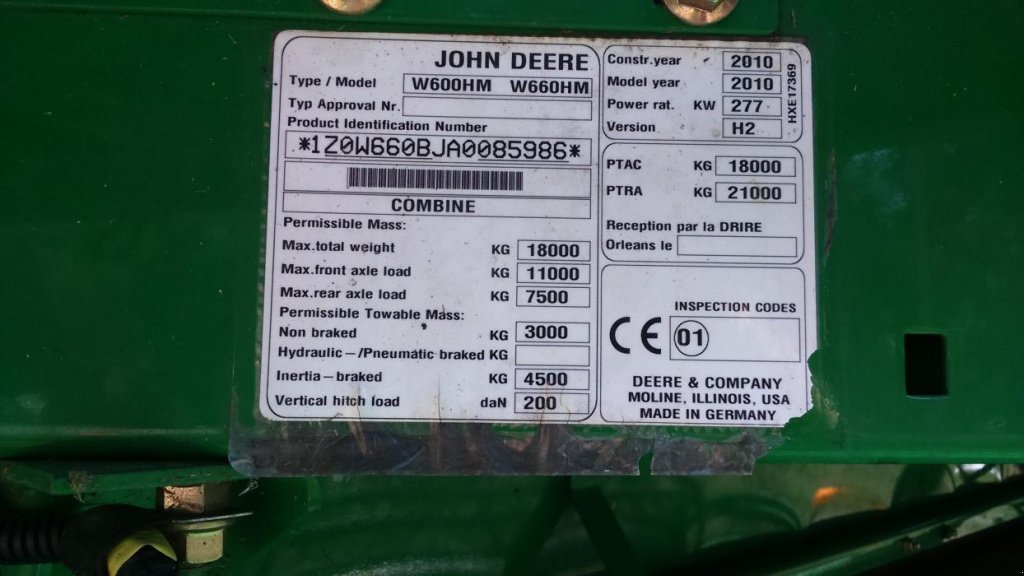 JOHN DEERE
Type / Model W600HM W660HM
Typ Approval Nr.
Product Identification Number
*1Z0W660BJA0085986*
COMBINE
Permissible Mass:
Max.total weight KG 18000
Max.front axle load KG 11000
Max.rear axle load KG 7500
Permissible Towable Mass:
Non braked KG 3000
Hydraulic-/Pneumatic braked KG
Inertia-braked KG 4500
Vertical hitch load daN 200
Constr.year 2010
Model year 2010
Power rat. KW 277
Version H2
HXE17369
PTAC KG 18000
PTRA KG 21000
Reception par la DRIRE
Orleans le
INSPECTION CODES
CE 01
DEERE & COMPANY
MOLINE, ILLINOIS, USA
MADE IN GERMANY